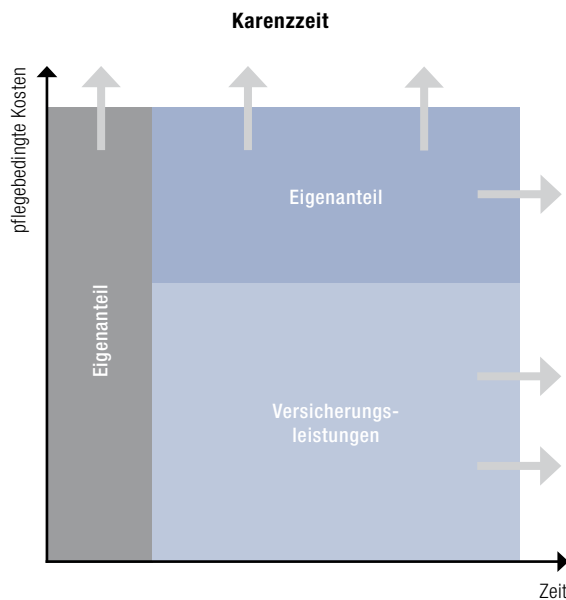 Karenzzeit
pflegebedingte Kosten
Eigenanteil
Eigenanteil
Versicherungs-
leistungen
Zeit